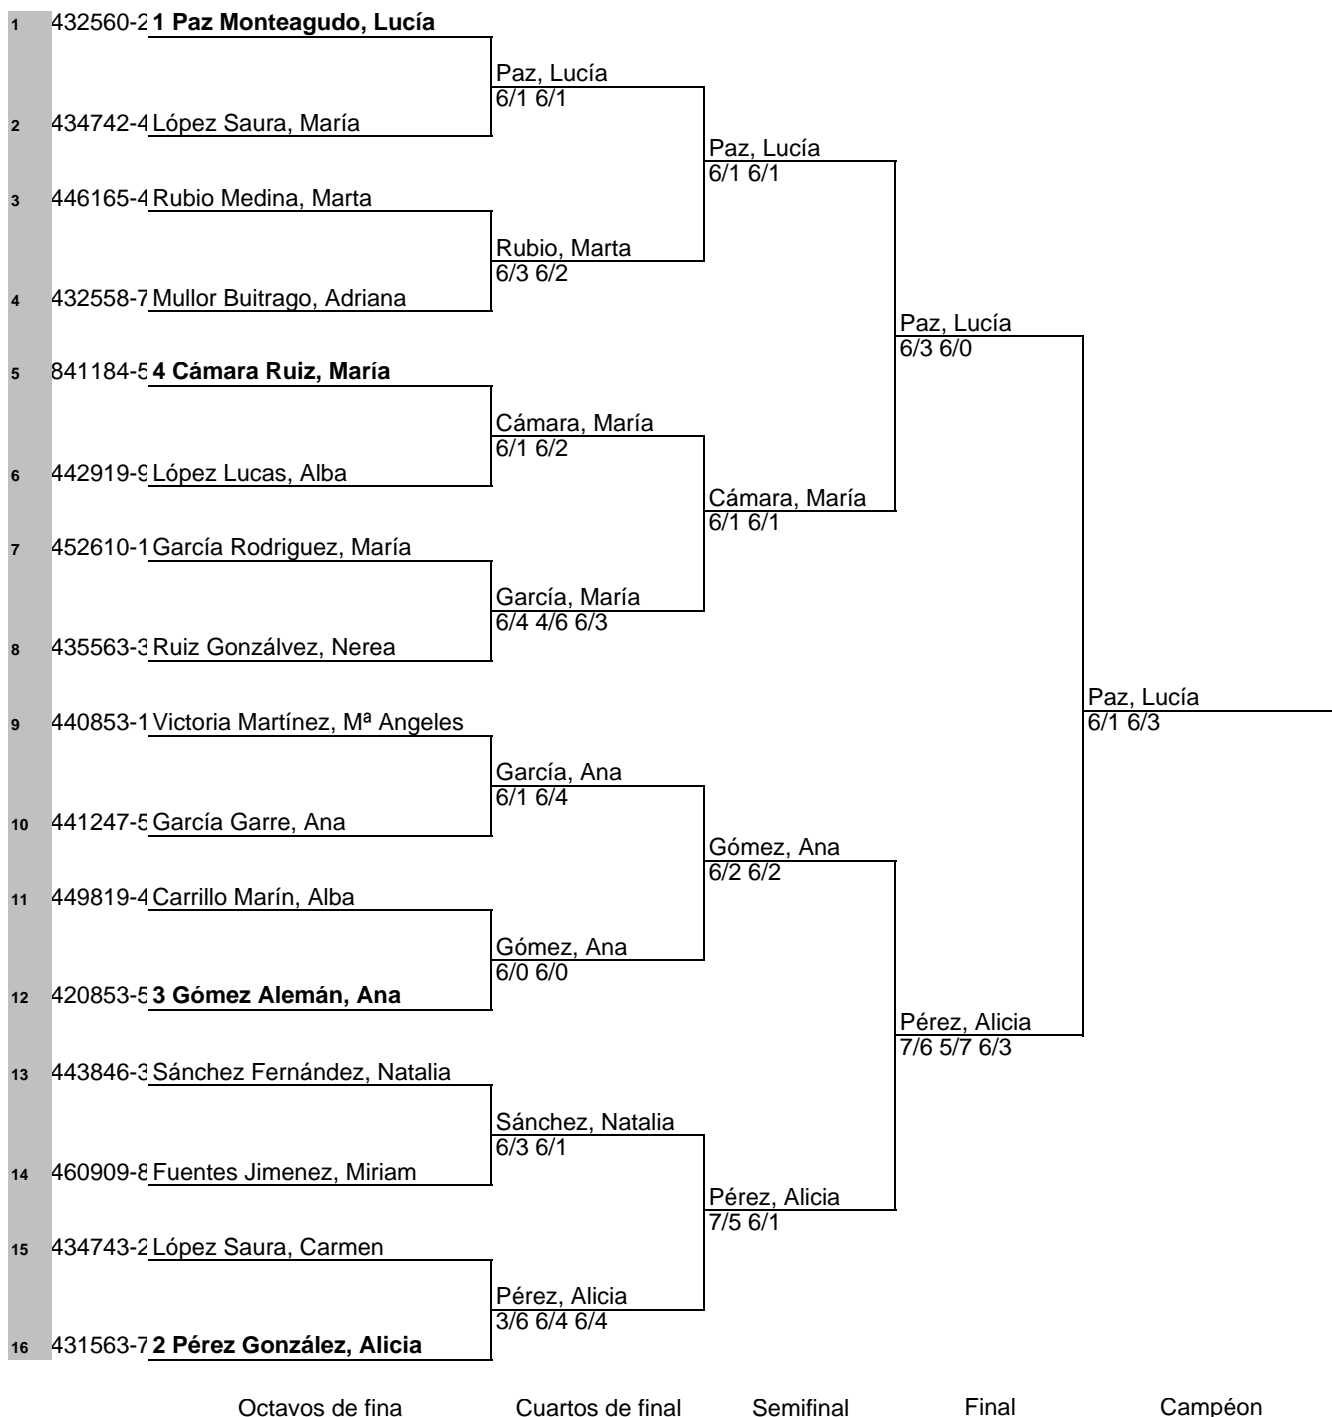 1 432560-2 1 Paz Monteagudo, Lucía
Paz, Lucía
6/1 6/1
2 434742-4 López Saura, María
Paz, Lucía
6/1 6/1
3 446165-4 Rubio Medina, Marta
Rubio, Marta
6/3 6/2
4 432558-7 Mullor Buitrago, Adriana
Paz, Lucía
6/3 6/0
5 841184-5 4 Cámara Ruiz, María
Cámara, María
6/1 6/2
6 442919-9 López Lucas, Alba
Cámara, María
6/1 6/1
7 452610-1 García Rodriguez, María
García, María
6/4 4/6 6/3
8 435563-3 Ruiz Gonzálvez, Nerea
Paz, Lucía
6/1 6/3
9 440853-1 Victoria Martínez, Mª Angeles
García, Ana
6/1 6/4
10 441247-5 García Garre, Ana
Gómez, Ana
6/2 6/2
11 449819-4 Carrillo Marín, Alba
Gómez, Ana
6/0 6/0
12 420853-5 3 Gómez Alemán, Ana
Pérez, Alicia
7/6 5/7 6/3
13 443846-3 Sánchez Fernández, Natalia
Sánchez, Natalia
6/3 6/1
14 460909-8 Fuentes Jimenez, Miriam
Pérez, Alicia
7/5 6/1
15 434743-2 López Saura, Carmen
Pérez, Alicia
3/6 6/4 6/4
16 431563-7 2 Pérez González, Alicia
Octavos de fina Cuartos de final Semifinal Final Campéon